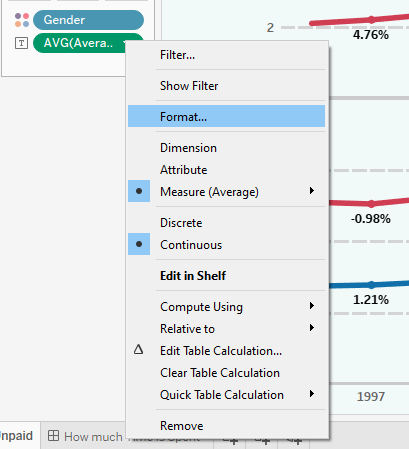 Gender
T AVG(Avera..
Filter...
Show Filter
Format...
Dimension
Attribute
Measure (Average)
Discrete
Continuous
Edit in Shelf
Compute Using
Relative to
Edit Table Calculation...
Clear Table Calculation
Quick Table Calculation
Remove
2
4.76%
-0.98%
1.21%
1997
Unpaid
How much